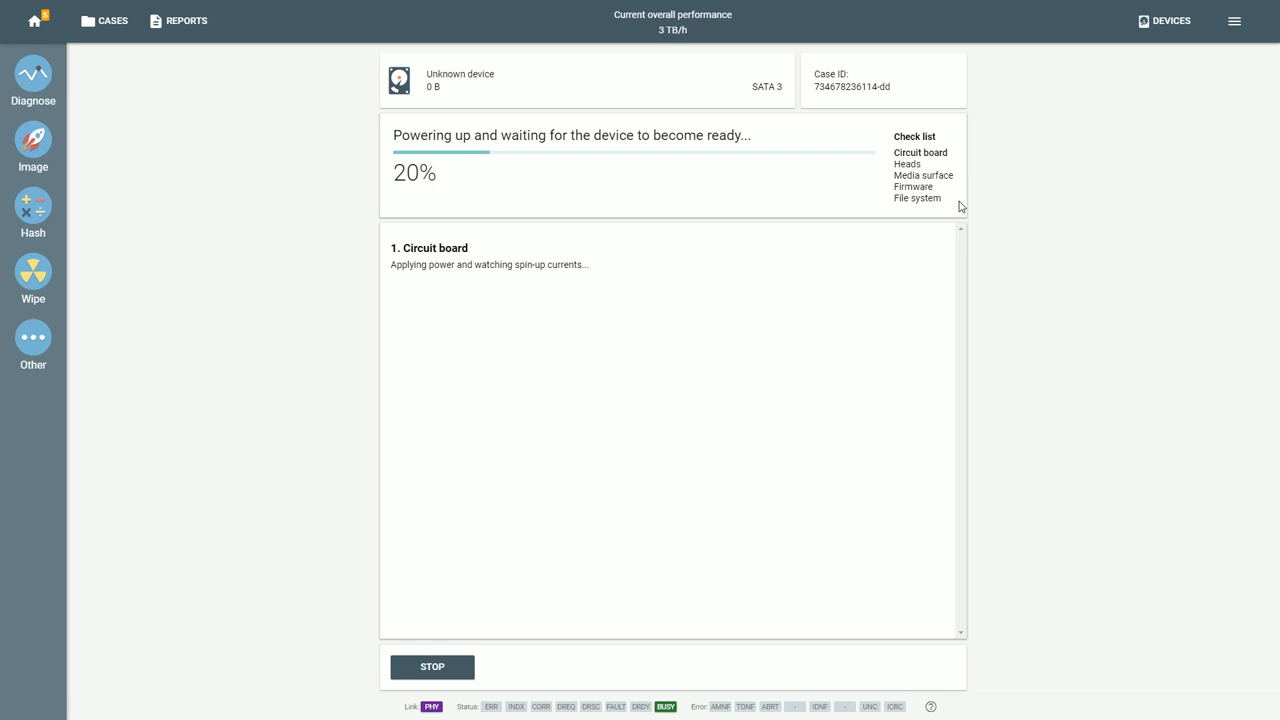 5
CASES
REPORTS
Current overall performance
3 TB/h
DEVICES
Diagnose
Image
Hash
Wipe
Other
Unknown device
0 B
SATA 3
Case ID:
734678236114-dd
Powering up and waiting for the device to become ready...
20%
Check list
Circuit board
Heads
Media surface
Firmware
File system
1. Circuit board
Applying power and watching spin-up currents...
STOP
Link: PHY Status: ERR INDX CORR DREQ DRSC FAULT DRDY BUSY Error: AMNF TONF ABRT - IDNF - UNC ICRC ?